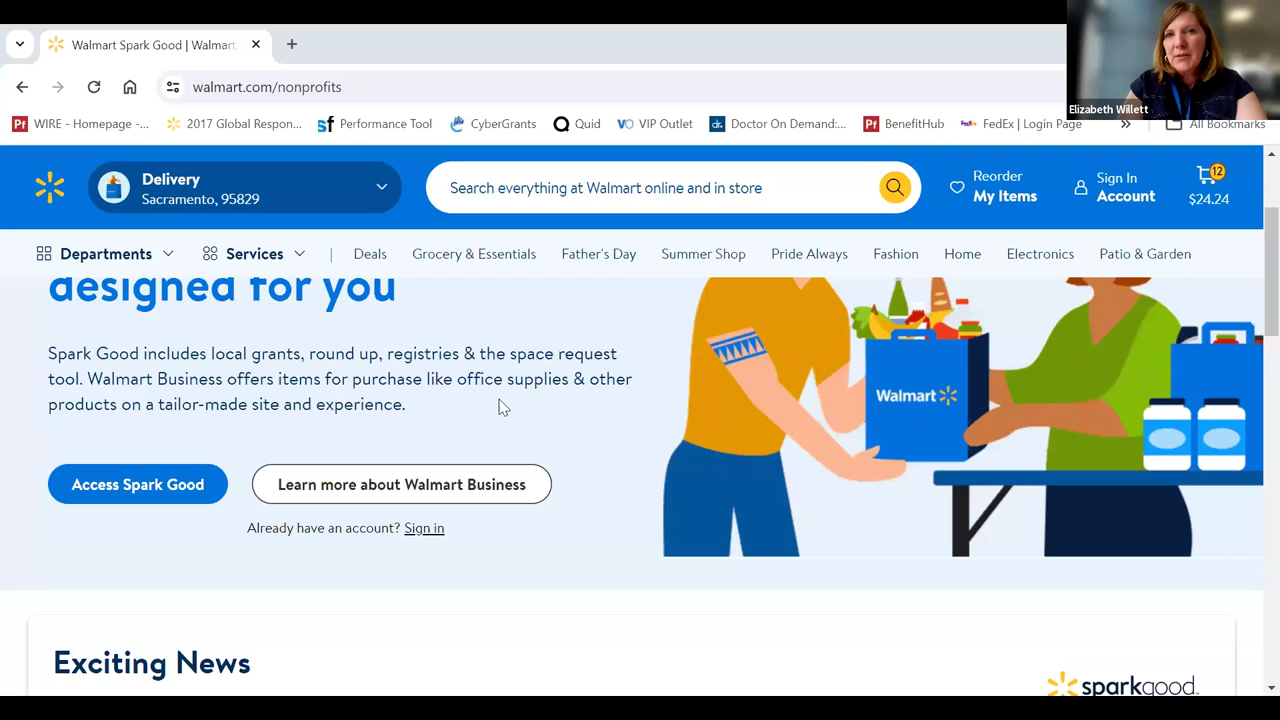 Walmart Spark Good | Walmart
walmart.com/nonprofits
WIRE - Homepage -...
2017 Global Respon...
Performance Tool
CyberGrants
Quid
VIP Outlet
Doctor On Demand:...
BenefitHub
FedEx | Login Page
All Bookmarks
Elizabeth Willett
Delivery
Sacramento, 95829
Search everything at Walmart online and in store
Reorder
My Items
Sign In
Account
12
$24.24
Departments
Services
Deals
Grocery & Essentials
Father's Day
Summer Shop
Pride Always
Fashion
Home
Electronics
Patio & Garden
designed for you
Spark Good includes local grants, round up, registries & the space request
tool. Walmart Business offers items for purchase like office supplies & other
products on a tailor-made site and experience.
Access Spark Good
Learn more about Walmart Business
Already have an account? Sign in
Walmart
Exciting News
sparkgood